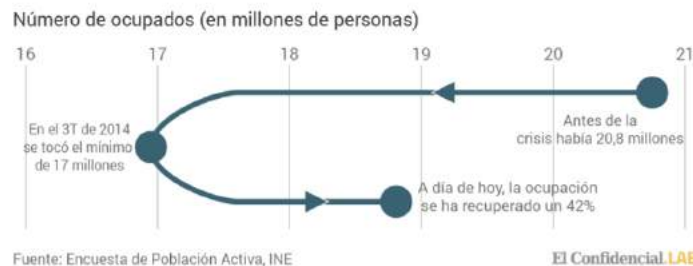 Número de ocupados (en millones de personas)
16 17 18 19 20 21
Antes de la
crisis había 20,8 millones
En el 3T de 2014
se tocó el mínimo
de 17 millones
A día de hoy, la ocupación
se ha recuperado un 42%
Fuente: Encuesta de Población Activa, INE
El Confidencial.LAB